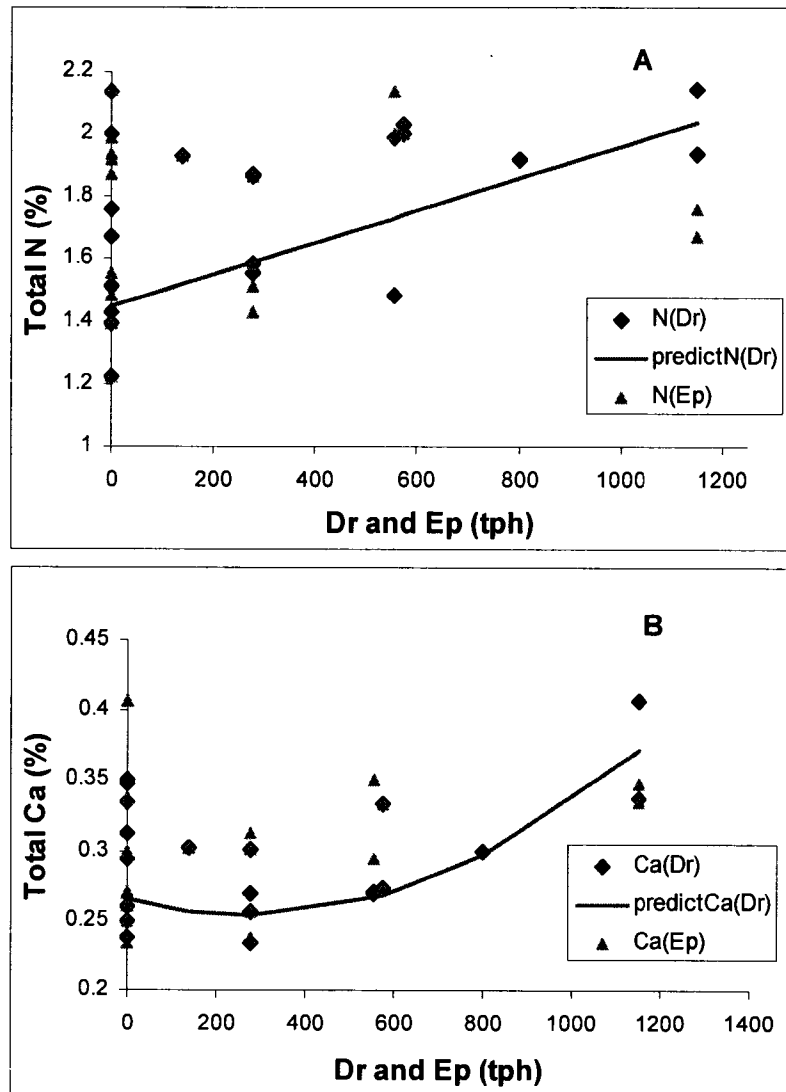 A
2.2
2
1.8
1.6
1.4
1.2
1
Total N (%)
0 200 400 600 800 1000 1200
Dr and Ep (tph)
N(Dr)
predictN(Dr)
N(Ep)
B
0.45
0.4
0.35
0.3
0.25
0.2
Total Ca (%)
0 200 400 600 800 1000 1200 1400
Dr and Ep (tph)
Ca(Dr)
predictCa(Dr)
Ca(Ep)